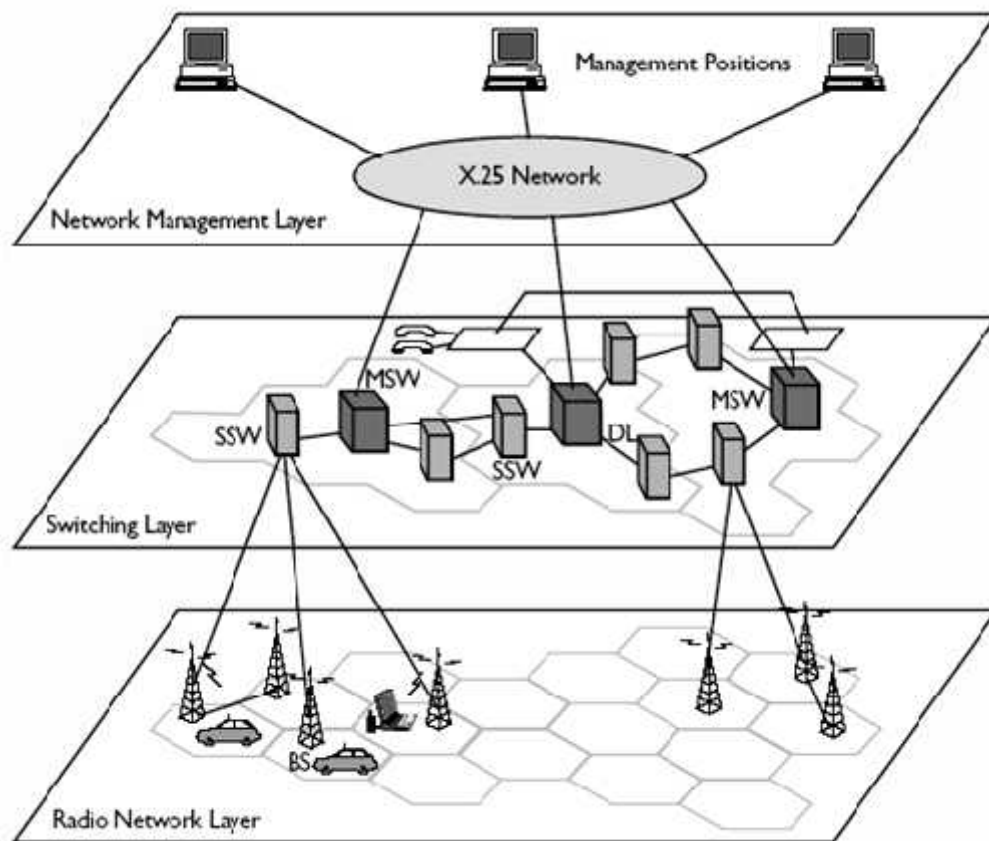 Management Positions
X.25 Network
Network Management Layer
MSW
MSW
SSW
DL
SSW
Switching Layer
BS
Radio Network Layer